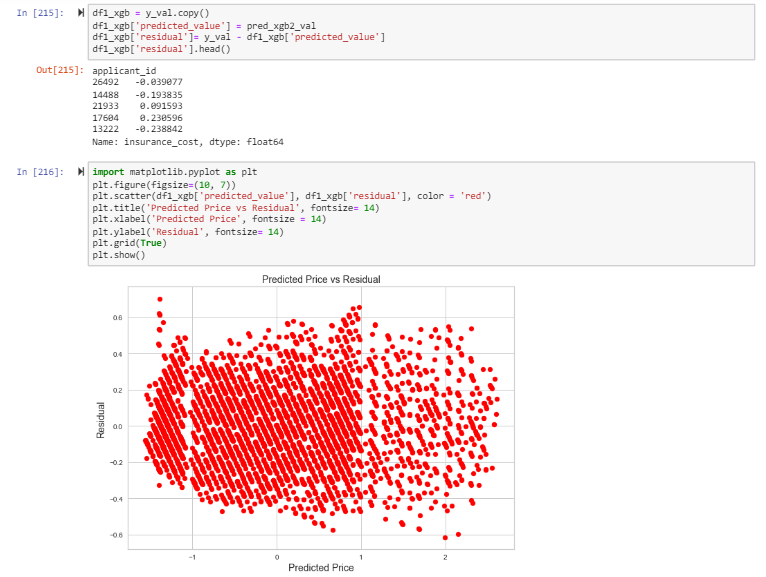 In [215]:
df1_xgb = y_val.copy()
df1_xgb['predicted_value'] = pred_xgb2_val
df1_xgb['residual']= y_val - df1_xgb['predicted_value']
df1_xgb['residual'].head()
Out[215]:
applicant_id
26492 -0.039077
14488 -0.193835
21933 0.091593
17604 0.230596
13222 -0.238842
Name: insurance_cost, dtype: float64
In [216]:
import matplotlib.pyplot as plt
plt.figure(figsize=(10, 7))
plt.scatter(df1_xgb['predicted_value'], df1_xgb['residual'], color = 'red')
plt.title('Predicted Price vs Residual', fontsize= 14)
plt.xlabel('Predicted Price', fontsize = 14)
plt.ylabel('Residual', fontsize= 14)
plt.grid(True)
plt.show()
Predicted Price vs Residual
0.6
0.4
0.2
0.0
-0.2
-0.4
-0.6
Residual
-1 0 1 2
Predicted Price